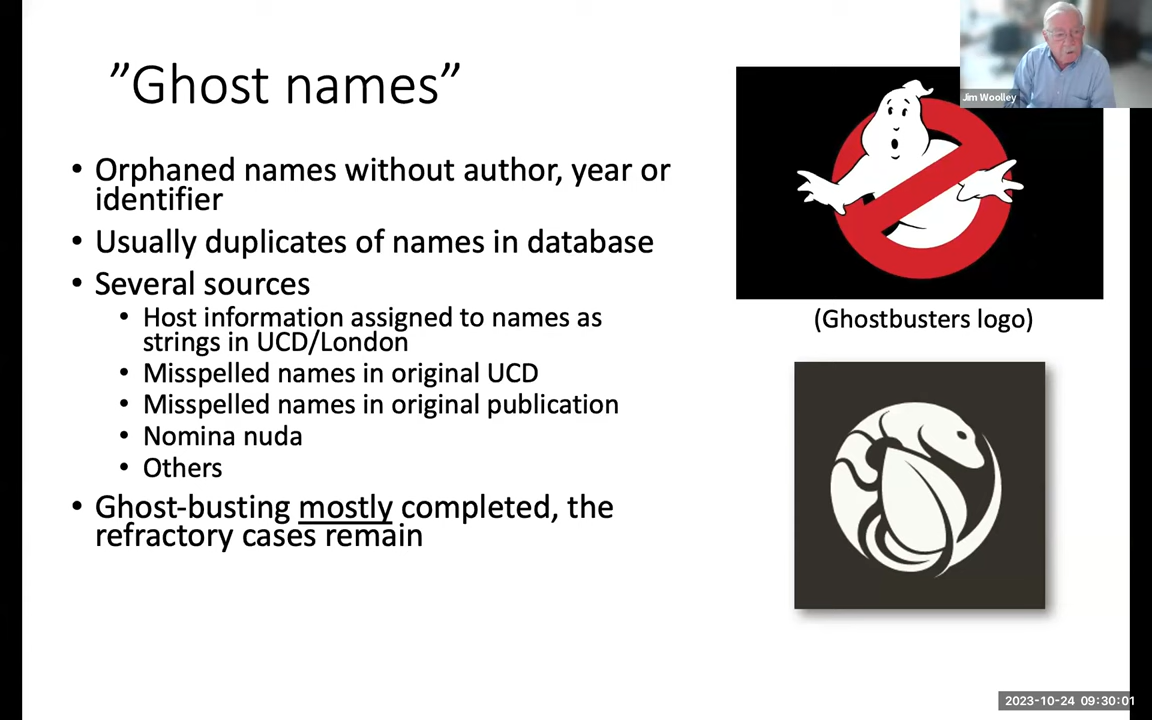 ”Ghost names”
• Orphaned names without author, year or
identifier
• Usually duplicates of names in database
• Several sources
• Host information assigned to names as
strings in UCD/London
• Misspelled names in original UCD
• Misspelled names in original publication
• Nomina nuda
• Others
• Ghost-busting mostly completed, the
refractory cases remain
Jim Woolley
(Ghostbusters logo)
2023-10-24 09:30:01